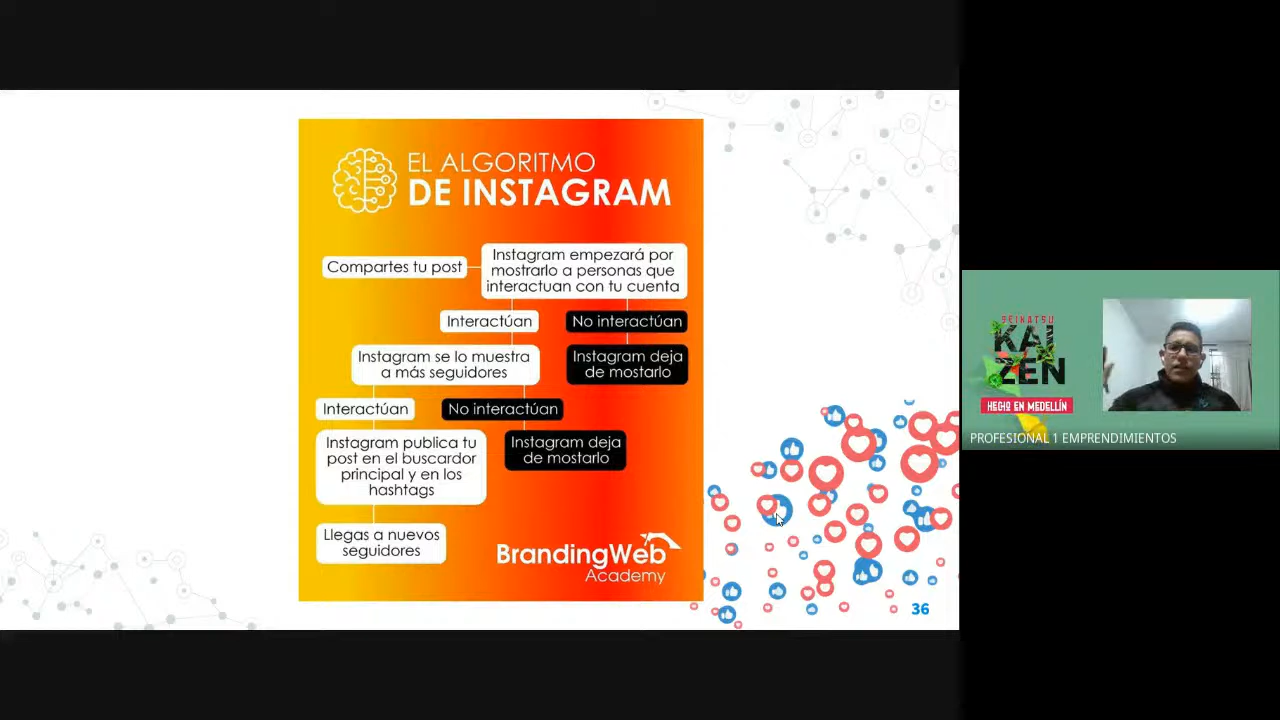 EL ALGORITMO
DE INSTAGRAM
Compartes tu post
Instagram empezará por
mostrarlo a personas que
interactuan con tu cuenta
Interactúan
No interactúan
Instagram se lo muestra
a más seguidores
Instagram deja
de mostarlo
Interactúan
No interactúan
Instagram publica tu
post en el buscardor
principal y en los
hashtags
Instagram deja
de mostarlo
Llegas a nuevos
seguidores
BrandingWeb
Academy
36
SEIKATSU
KAI
ZEN
HECHO EN MEDELLÍN
PROFESIONAL 1 EMPRENDIMIENTOS